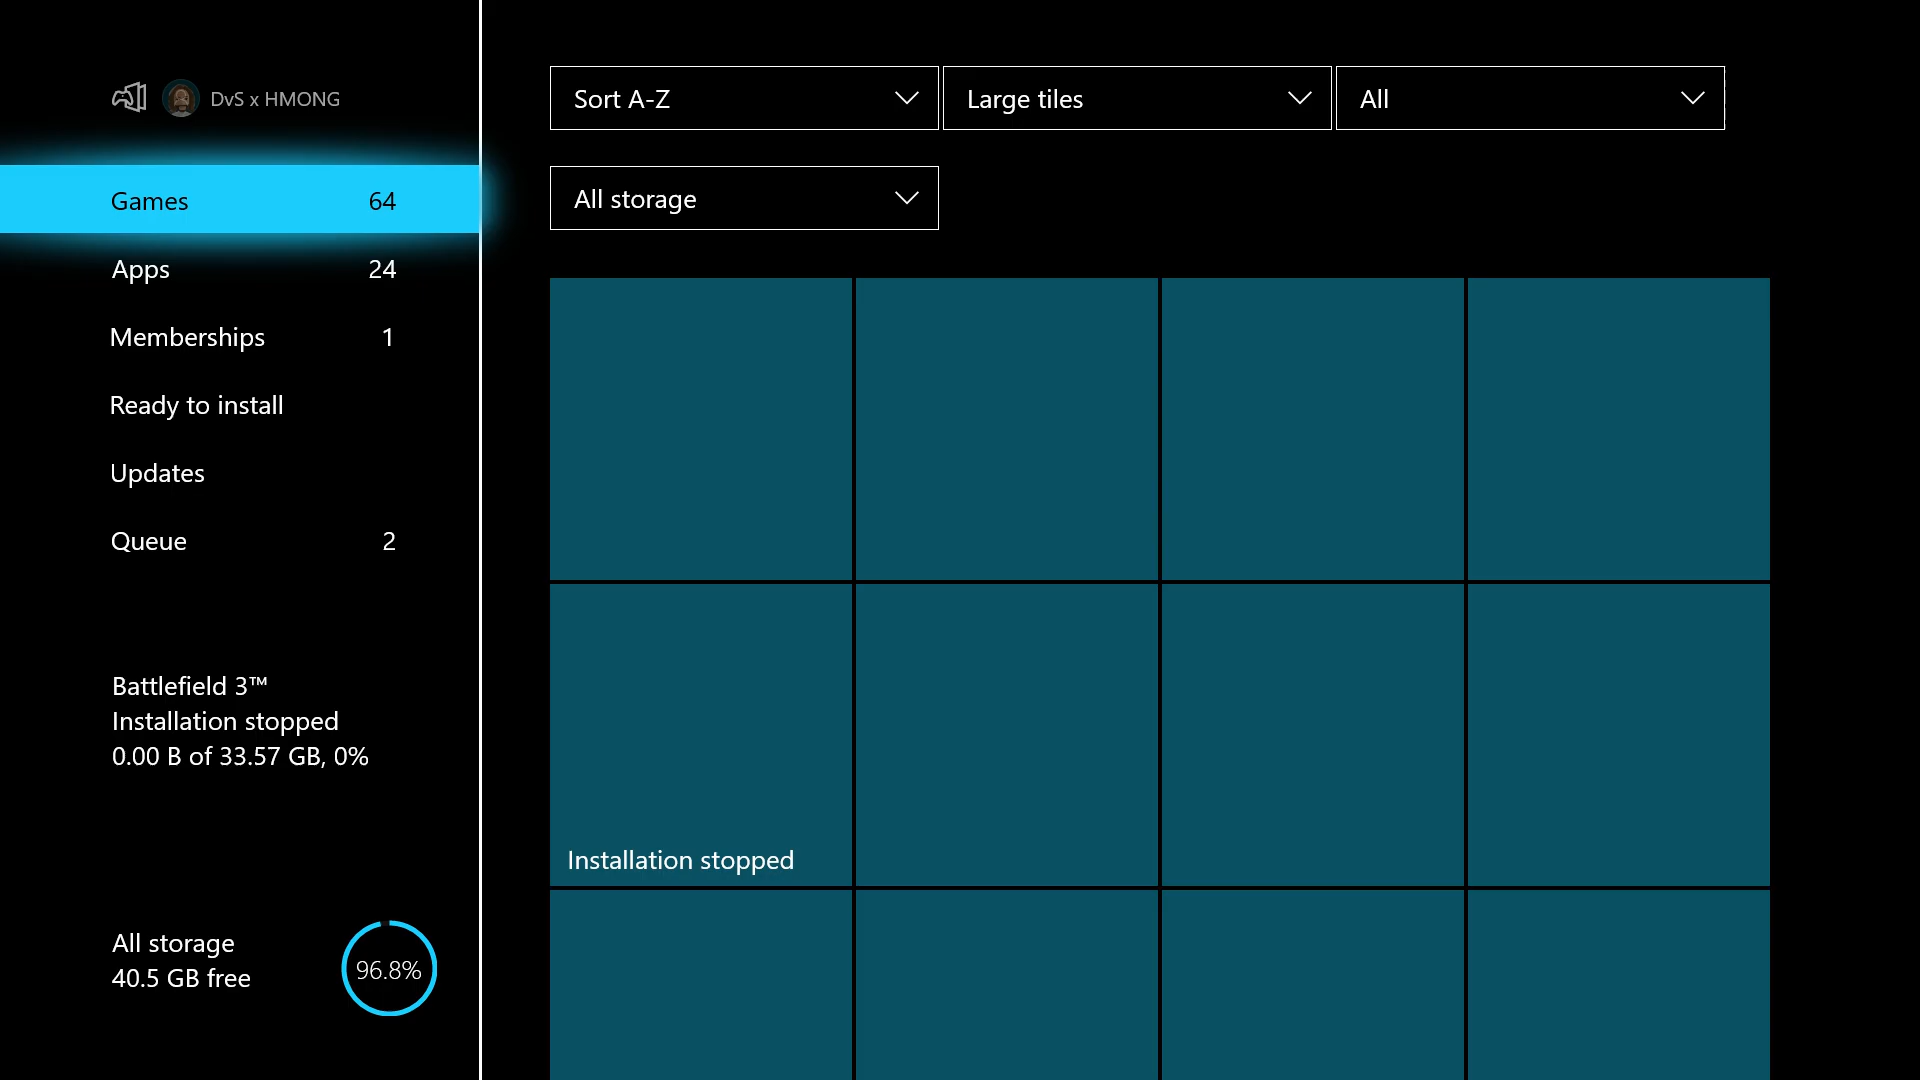 DvS x HMONG
Games 64
Apps 24
Memberships 1
Ready to install
Updates
Queue 2
Battlefield 3™
Installation stopped
0.00 B of 33.57 GB, 0%
All storage
40.5 GB free
96.8%
Sort A-Z
Large tiles
All
All storage
Installation stopped